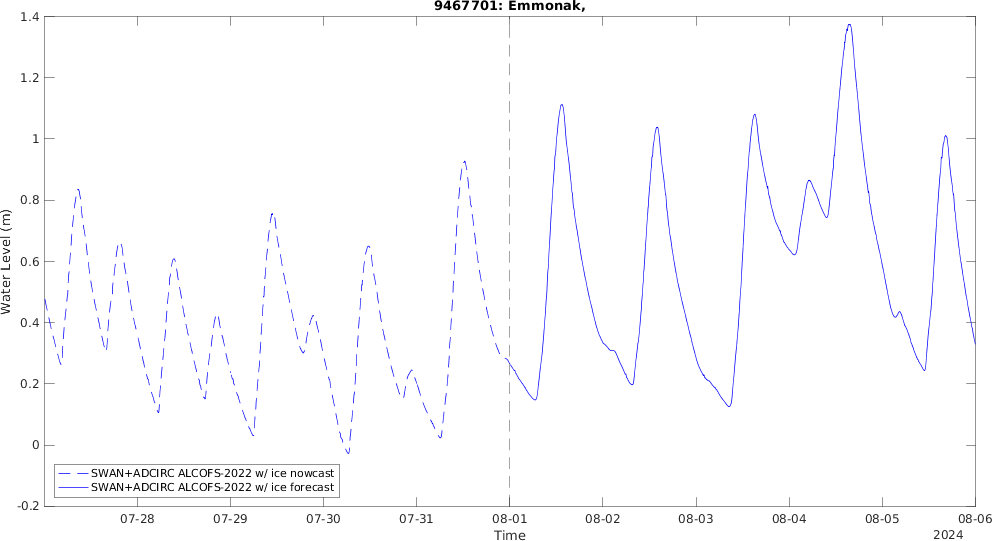 9467701: Emmonak,
1.4
1.2
1
0.8
0.6
0.4
0.2
0
-0.2
Water Level (m)
SWAN+ADCIRC ALCOFS-2022 w/ ice nowcast
SWAN+ADCIRC ALCOFS-2022 w/ ice forecast
07-28 07-29 07-30 07-31 08-01 08-02 08-03 08-04 08-05 08-06
Time
2024